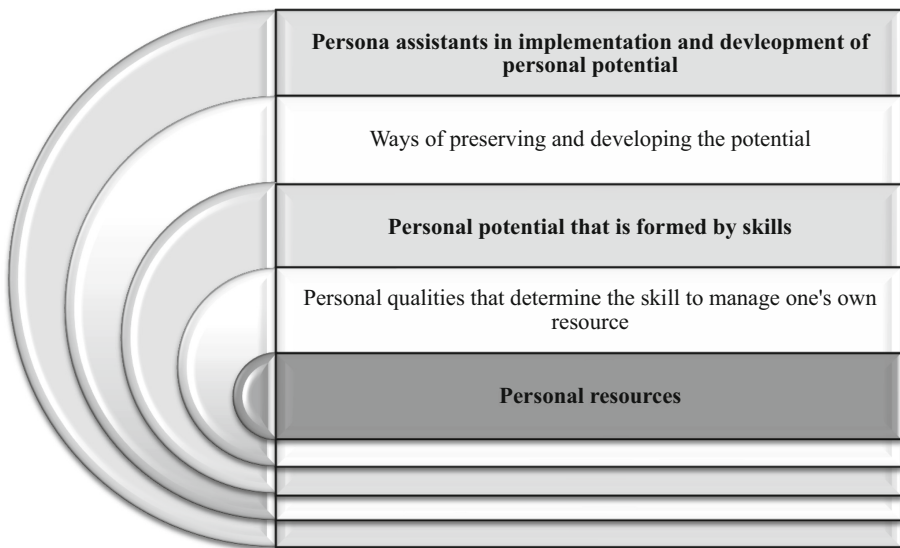 Persona assistants in implementation and devleopment of
personal potential
Ways of preserving and developing the potential
Personal potential that is formed by skills
Personal qualities that determine the skill to manage one's own
resource
Personal resources